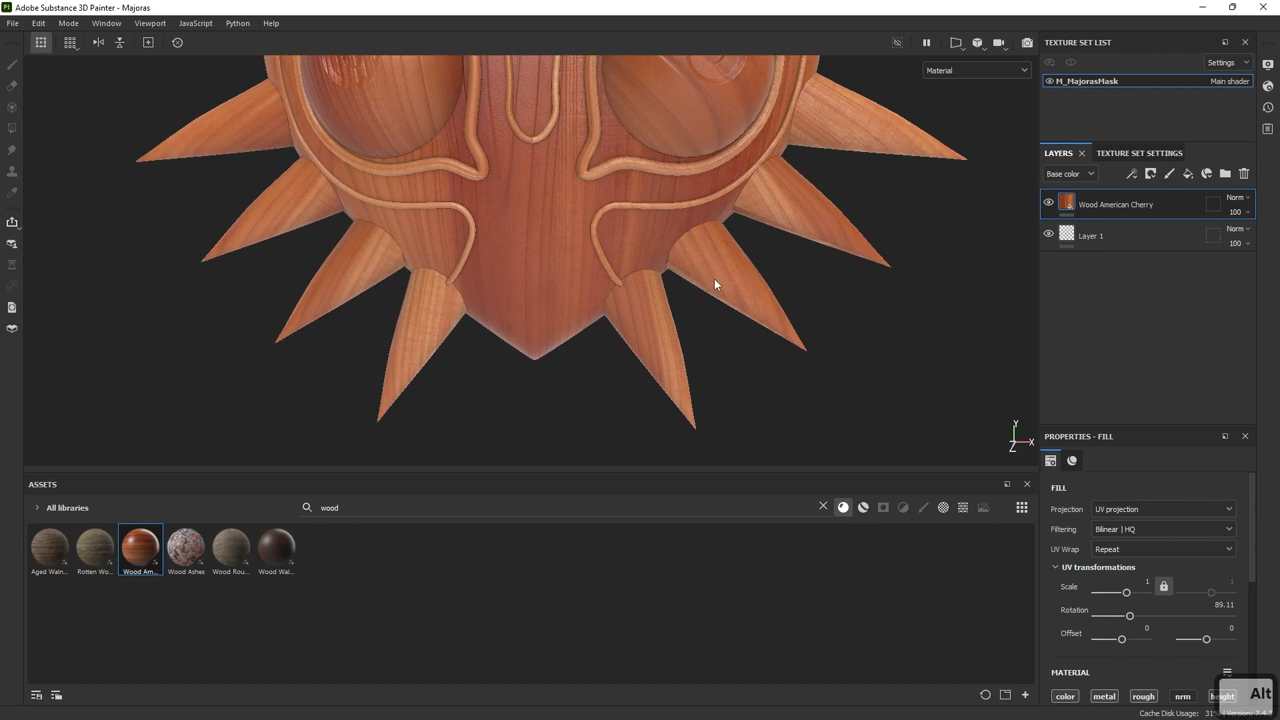 Adobe Substance 3D Painter - Majoras
File Edit Mode Window Viewport JavaScript Python Help
TEXTURE SET LIST
Material
Settings
M_MajorasMask Main shader
LAYERS TEXTURE SET SETTINGS
Base color
Wood American Cherry
Norm
100
Layer 1
Norm
100
Y
X
Z
PROPERTIES - FILL
FILL
Projection UV projection
Filtering Bilinear | HQ
UV Wrap Repeat
UV transformations
Scale 1 1
Rotation 89.11
Offset 0 0
MATERIAL
color metal rough nrm height
Alt
ASSETS
All libraries
wood
Aged Wain... Rotten Wo... Wood Am... Wood Ashes Wood Rou... Wood Wal...
Cache Disk Usage: